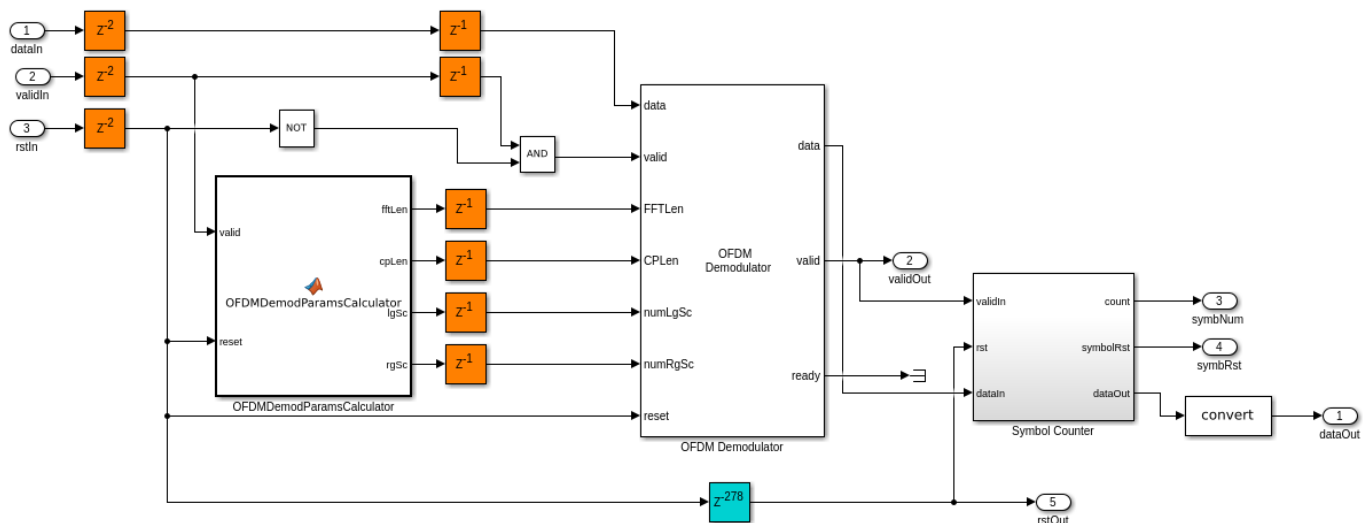 1
dataIn
Z-2
Z-1
2
validIn
Z-2
Z-1
3
rstIn
Z-2
NOT
AND
valid
reset
OFDMDemodParamsCalculator
fftLen
cpLen
lgSc
rgSc
OFDMDemodParamsCalculator
Z-1
Z-1
Z-1
Z-1
data
valid
FFTLen
CPLen
numLgSc
numRgSc
reset
OFDM
Demodulator
data
valid
ready
OFDM Demodulator
2
validOut
validIn
rst
dataIn
count
symbolRst
dataOut
Symbol Counter
3
symbNum
4
symbRst
convert
1
dataOut
Z-278
5
rstOut